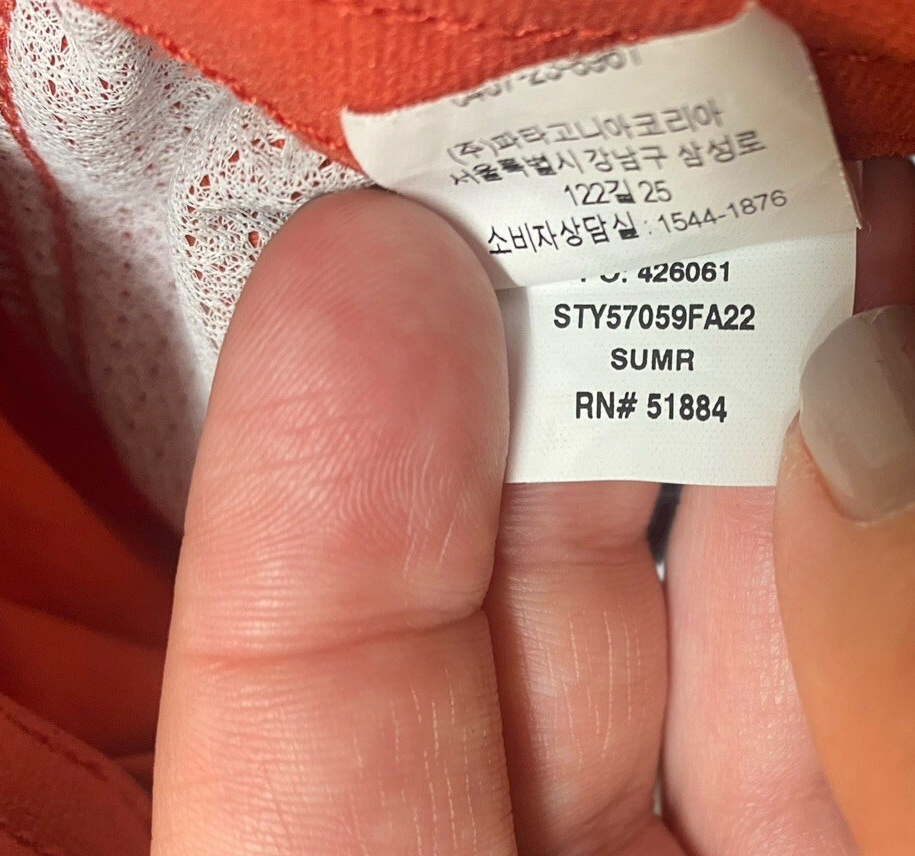 (주)파타고니아코리아
서울특별시 강남구 삼성로
122길 25
소비자상담실 : 1544-1876
426061
STY57059FA22
SUMR
RN# 51884